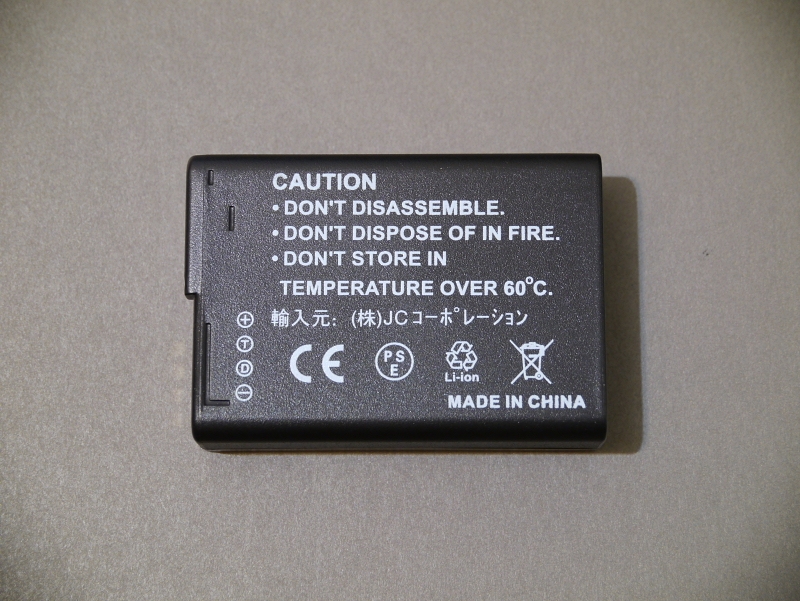 CAUTION
• DON'T DISASSEMBLE.
• DON'T DISPOSE OF IN FIRE.
• DON'T STORE IN
TEMPERATURE OVER 60°C.
輸入元: (株)JCコーポレーション
+
T
D
−
CE
PS
E
Li-ion
MADE IN CHINA